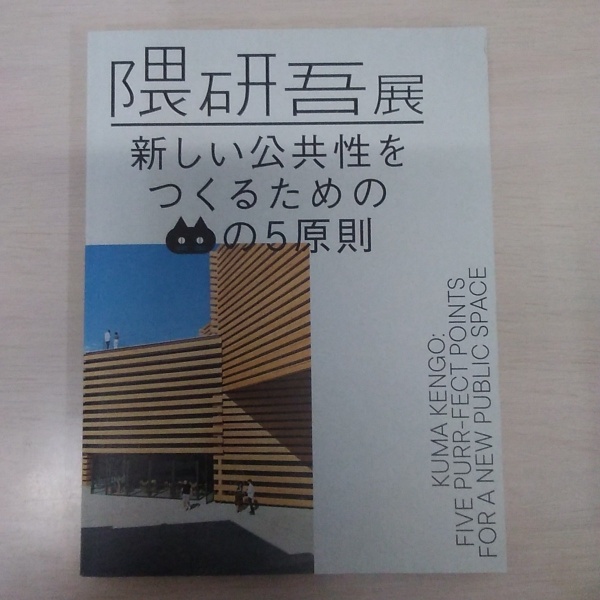 隈研吾展
新しい公共性を
つくるための
の5原則
KUMA KENGO:
FIVE PURR-FECT POINTS
FOR A NEW PUBLIC SPACE